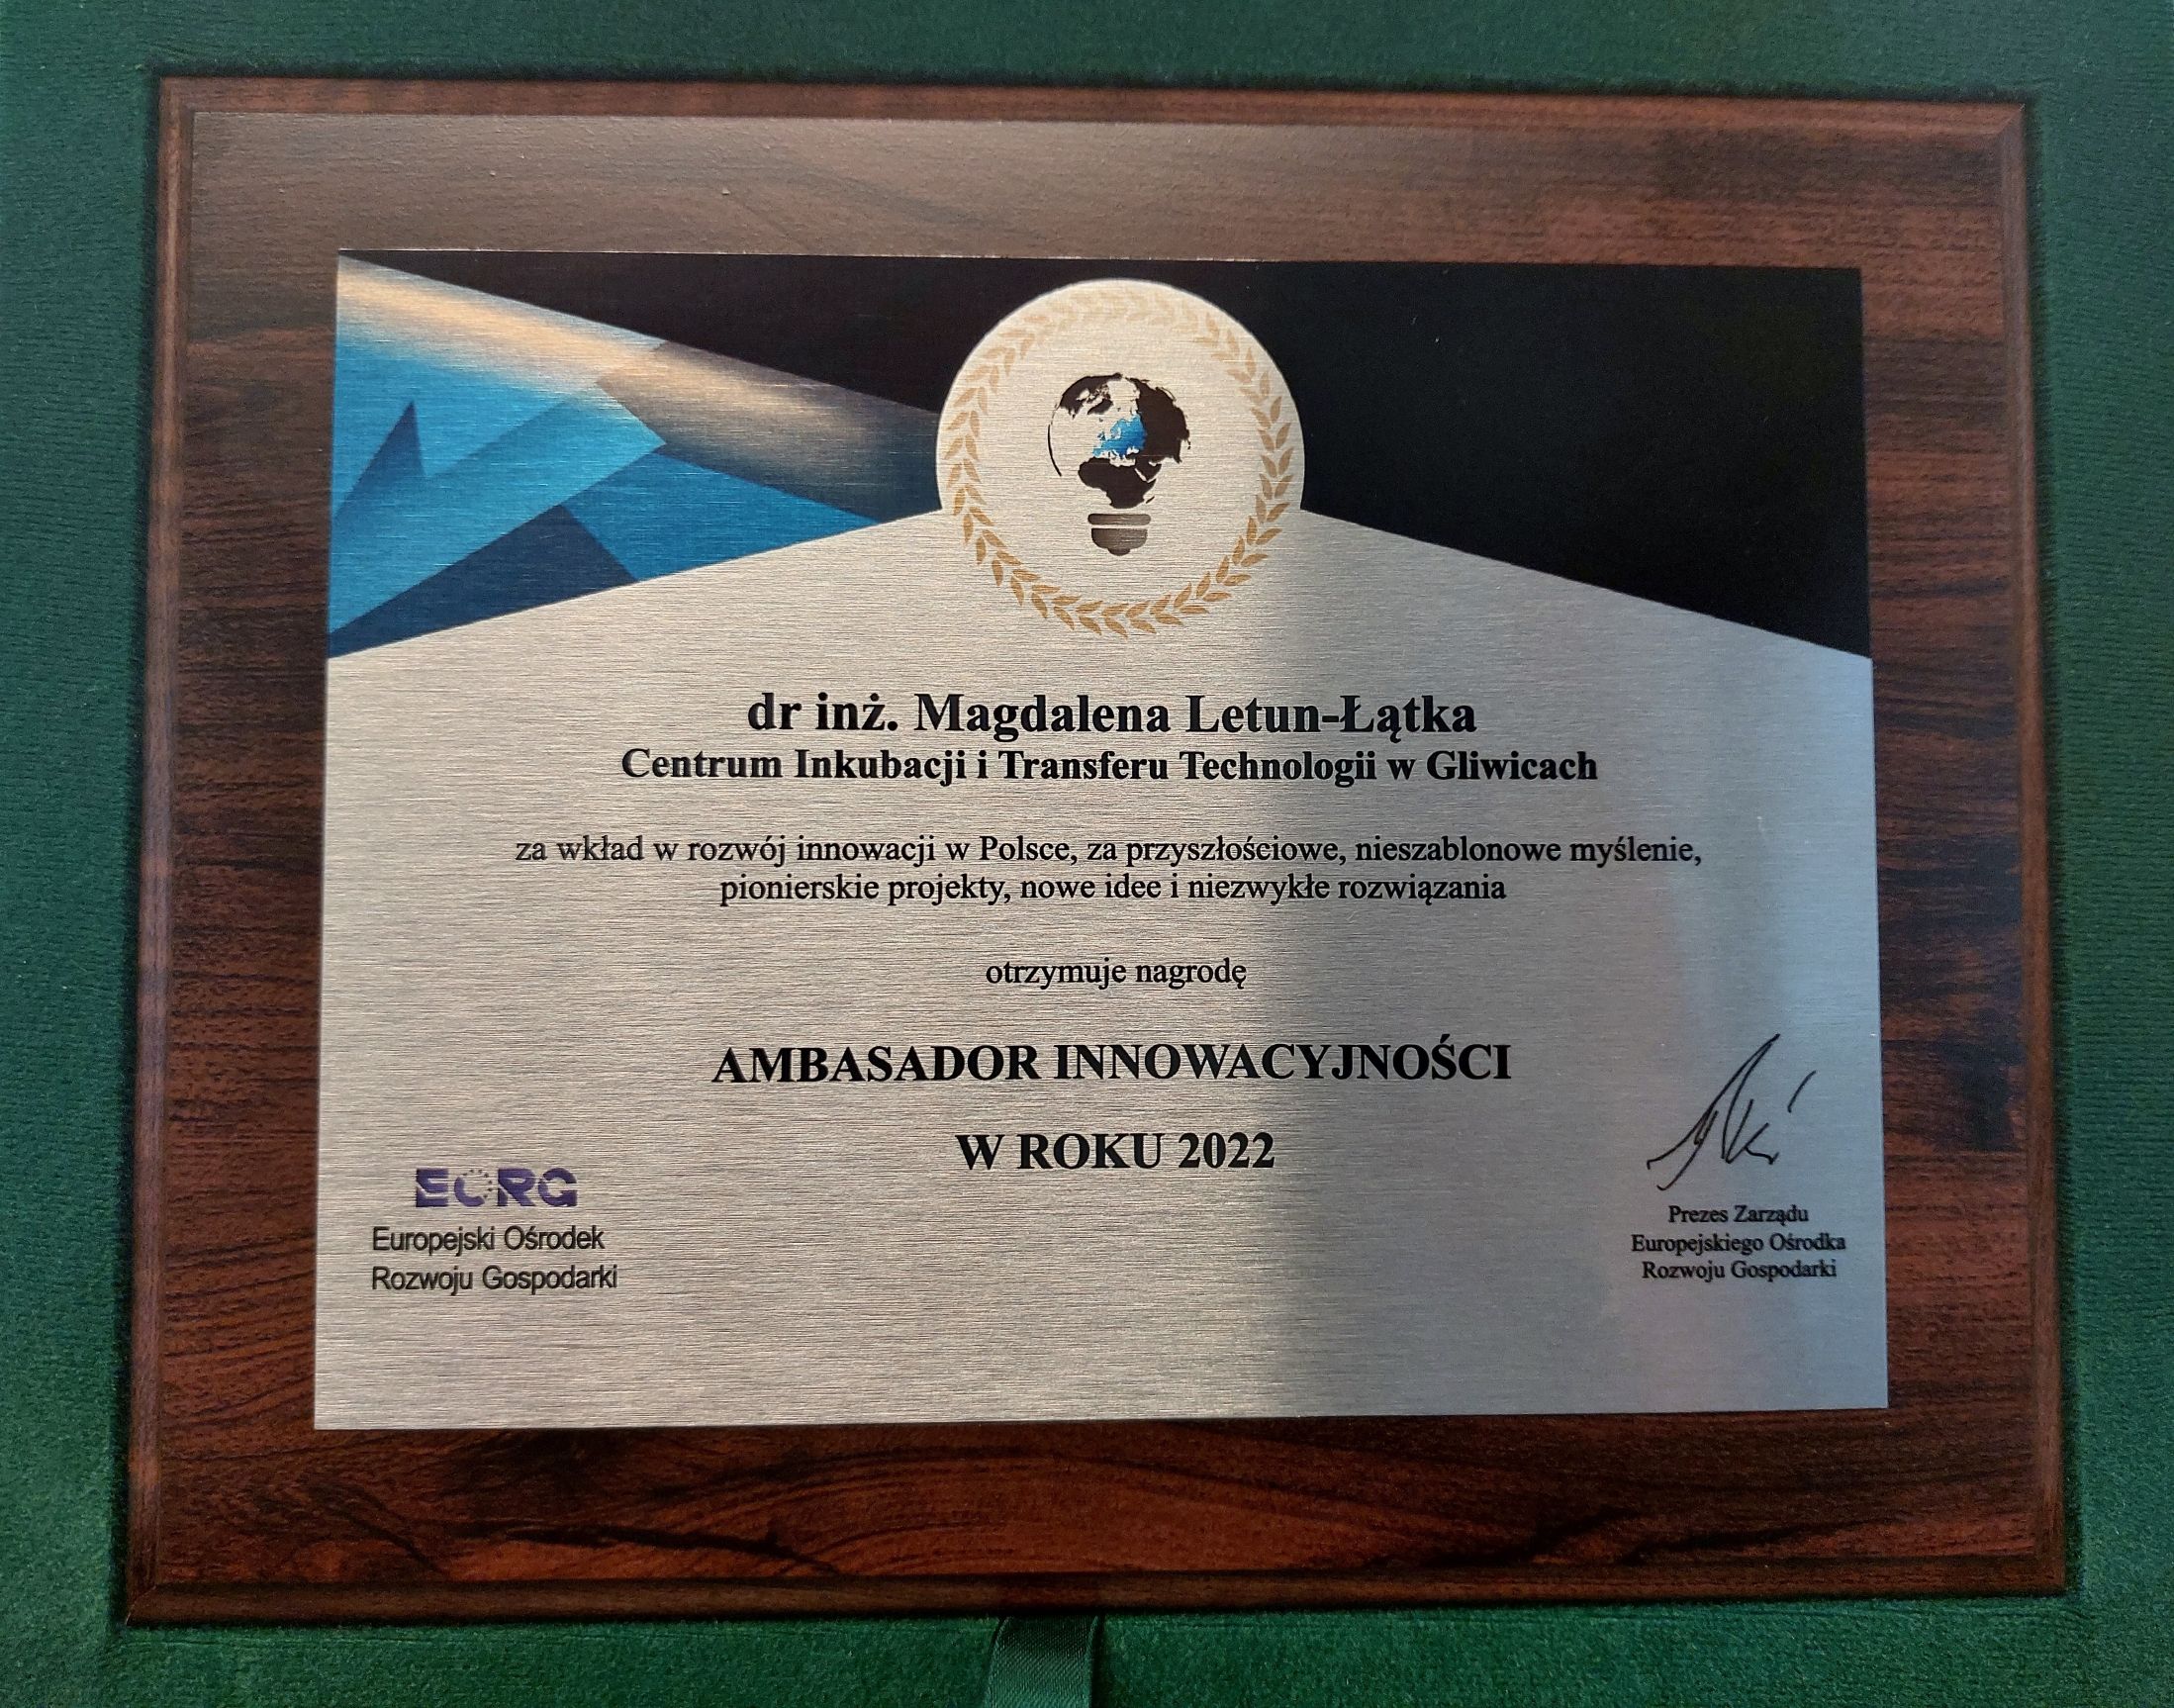 dr inż. Magdalena Letun-Łątka
Centrum Inkubacji i Transferu Technologii w Gliwicach
za wkład w rozwój innowacji w Polsce, za przyszłościowe, nieszablonowe myślenie,
pionierskie projekty, nowe idee i niezwykłe rozwiązania
otrzymuje nagrodę
AMBASADOR INNOWACYJNOŚCI
W ROKU 2022
EORG
Europejski Ośrodek
Rozwoju Gospodarki
Prezes Zarządu
Europejskiego Ośrodka
Rozwoju Gospodarki